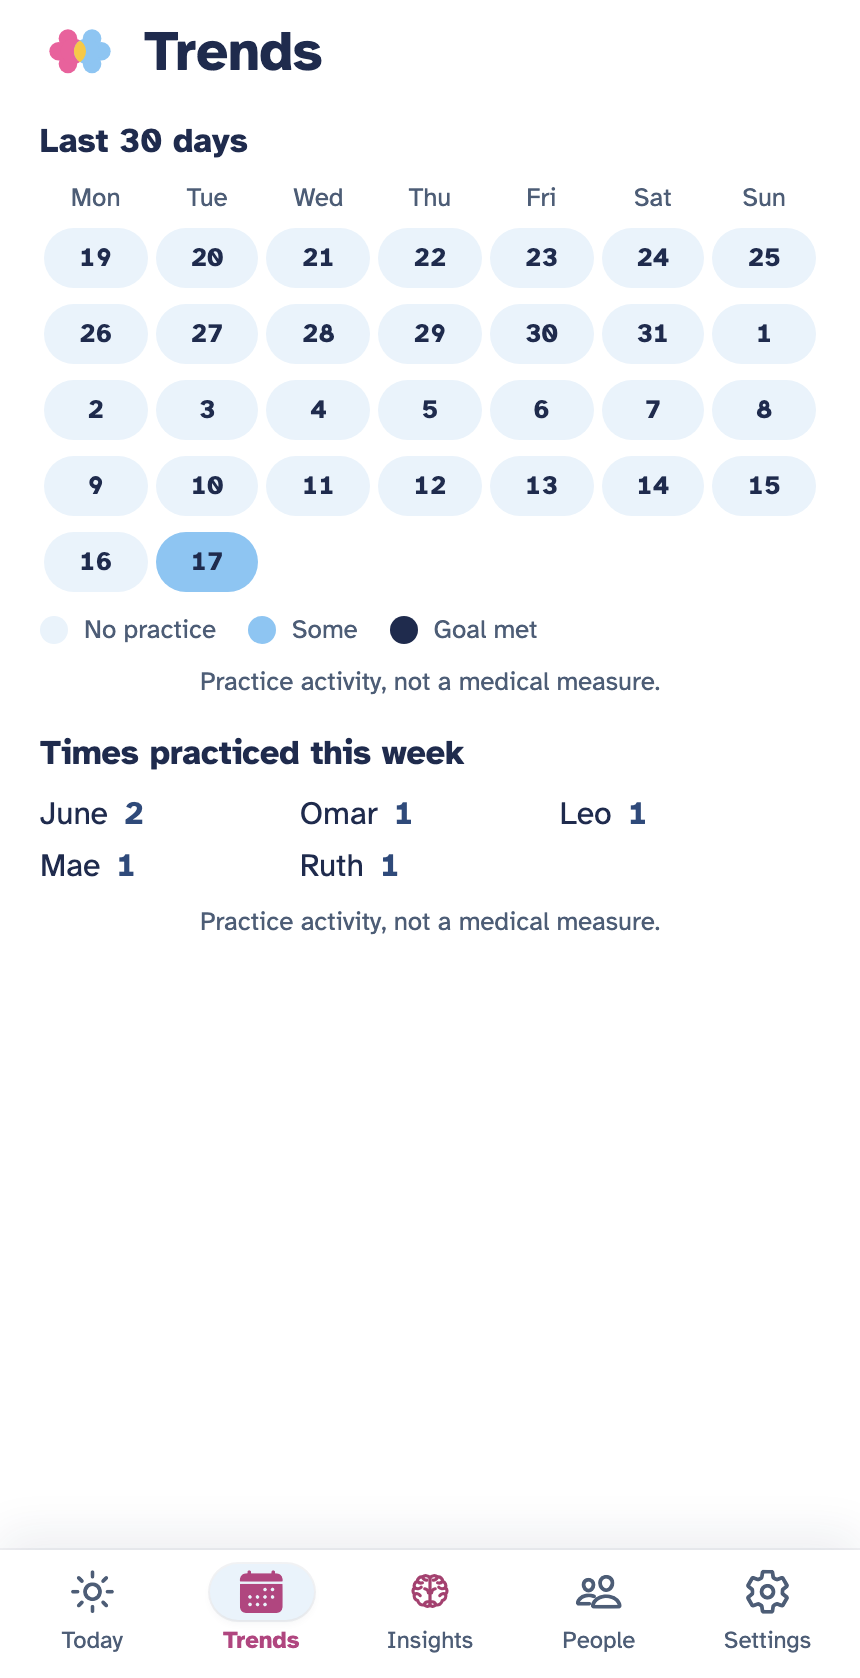 Trends
Last 30 days
Mon Tue Wed Thu Fri Sat Sun
19 20 21 22 23 24 25
26 27 28 29 30 31 1
2 3 4 5 6 7 8
9 10 11 12 13 14 15
16 17
No practice Some Goal met
Practice activity, not a medical measure.
Times practiced this week
June 2 Omar 1 Leo 1
Mae 1 Ruth 1
Practice activity, not a medical measure.
Today Trends Insights People Settings